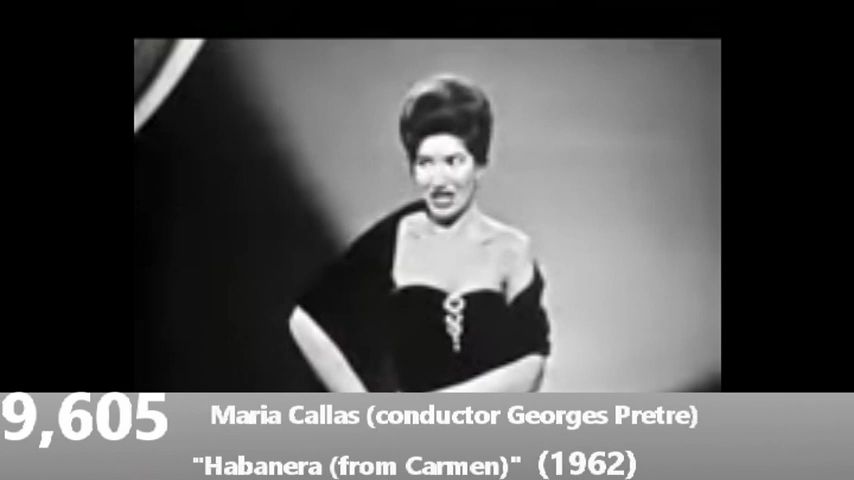 9,605
Maria Callas (conductor Georges Pretre)
"Habanera (from Carmen)" (1962)